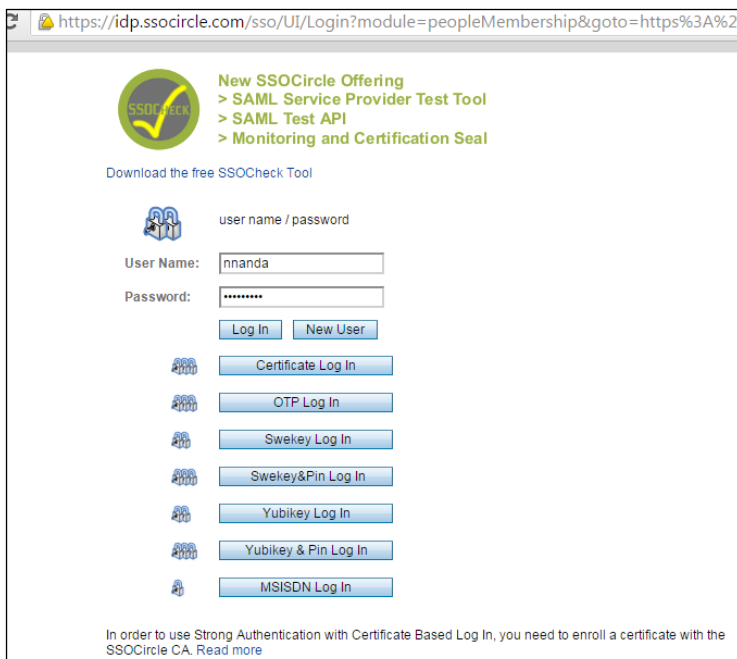 https://idp.ssocircle.com/sso/UI/Login?module=peopleMembership&goto=https%3A%2
SSOCHECK
New SSOCircle Offering
> SAML Service Provider Test Tool
> SAML Test API
> Monitoring and Certification Seal
Download the free SSOCheck Tool
user name / password
User Name: nnanda
Password: •••••••••
Log In New User
Certificate Log In
OTP Log In
Swekey Log In
Swekey&Pin Log In
Yubikey Log In
Yubikey & Pin Log In
MSISDN Log In
In order to use Strong Authentication with Certificate Based Log In, you need to enroll a certificate with the
SSOCircle CA. Read more